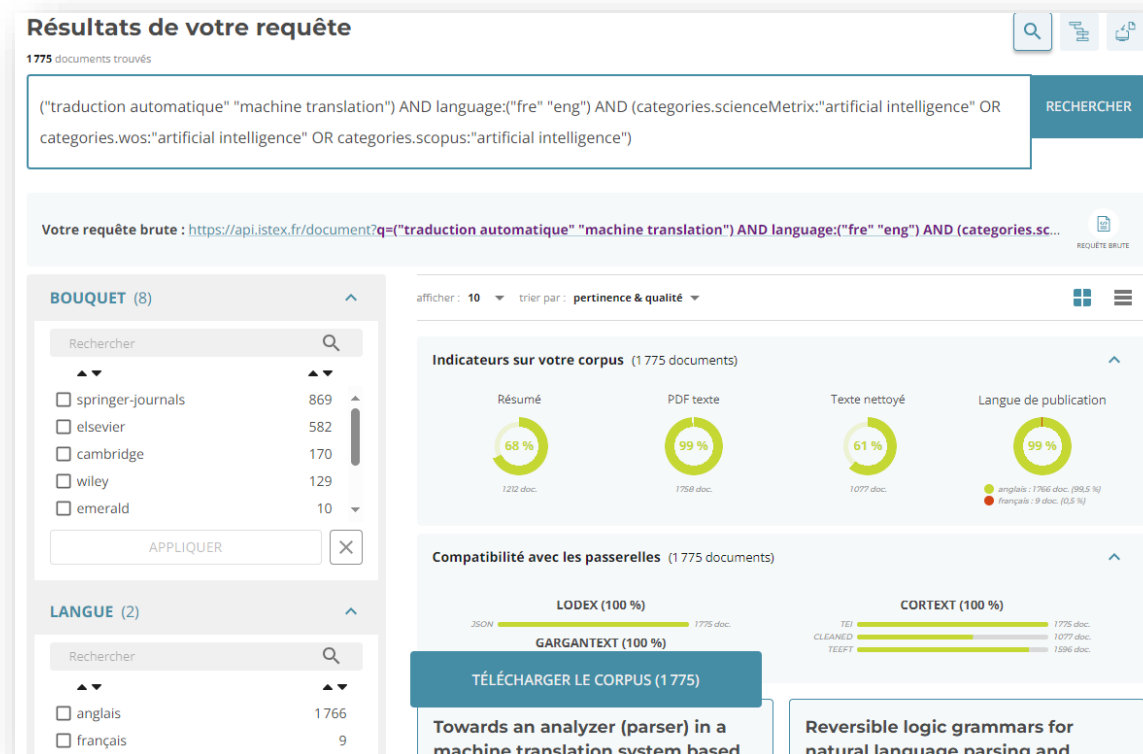 Résultats de votre requête
1 775 documents trouvés
("traduction automatique" "machine translation") AND language:("fre" "eng") AND (categories.scienceMetrix:"artificial intelligence" OR
categories.wos:"artificial intelligence" OR categories.scopus:"artificial intelligence")
RECHERCHER
Votre requête brute : https://api.istex.fr/document?q=("traduction automatique" "machine translation") AND language:("fre" "eng") AND (categories.sc...
REQUÊTE BRUTE
BOUQUET (8)
Rechercher
springer-journals 869
elsevier 582
cambridge 170
wiley 129
emerald 10
APPLIQUER
LANGUE (2)
Rechercher
anglais 1 766
français 9
afficher : 10 trier par : pertinence & qualité
Indicateurs sur votre corpus (1 775 documents)
Résumé PDF texte Texte nettoyé Langue de publication
68 % 99 % 61 % 99 %
1212 doc. 1758 doc. 1077 doc. anglais : 1766 doc. (99,5 %)
français : 9 doc. (0,5 %)
Compatibilité avec les passerelles (1 775 documents)
LODEX (100 %) CORTEXT (100 %)
JSON 1775 doc. TEI 1775 doc.
GARGANTEXT (100 %) CLEANED 1077 doc.
TEEFT 1596 doc.
TÉLÉCHARGER LE CORPUS (1 775)
Towards an analyzer (parser) in a
machine translation system based
Reversible logic grammars for
natural language parsing and